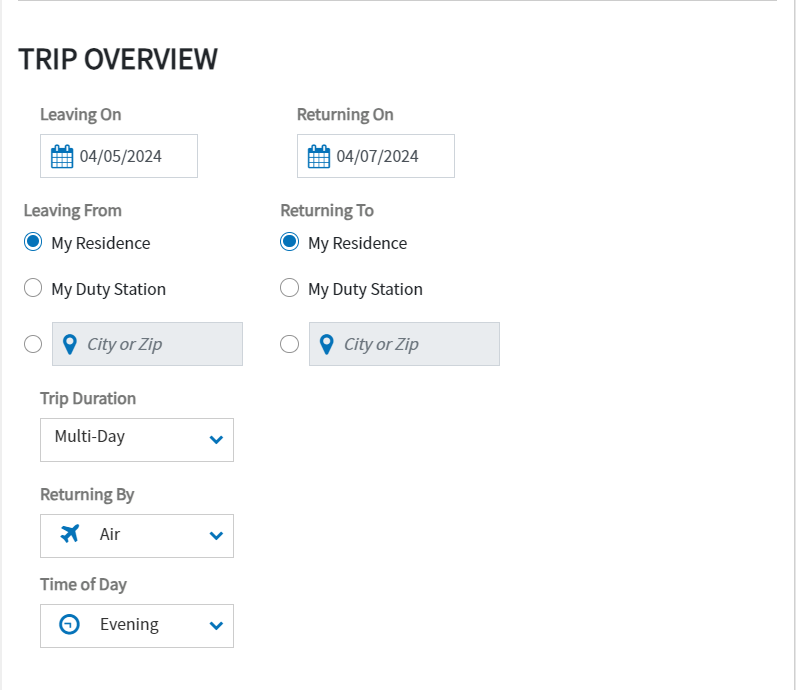 TRIP OVERVIEW
Leaving On Returning On
04/05/2024 04/07/2024
Leaving From Returning To
My Residence My Residence
My Duty Station My Duty Station
City or Zip City or Zip
Trip Duration
Multi-Day
Returning By
Air
Time of Day
Evening